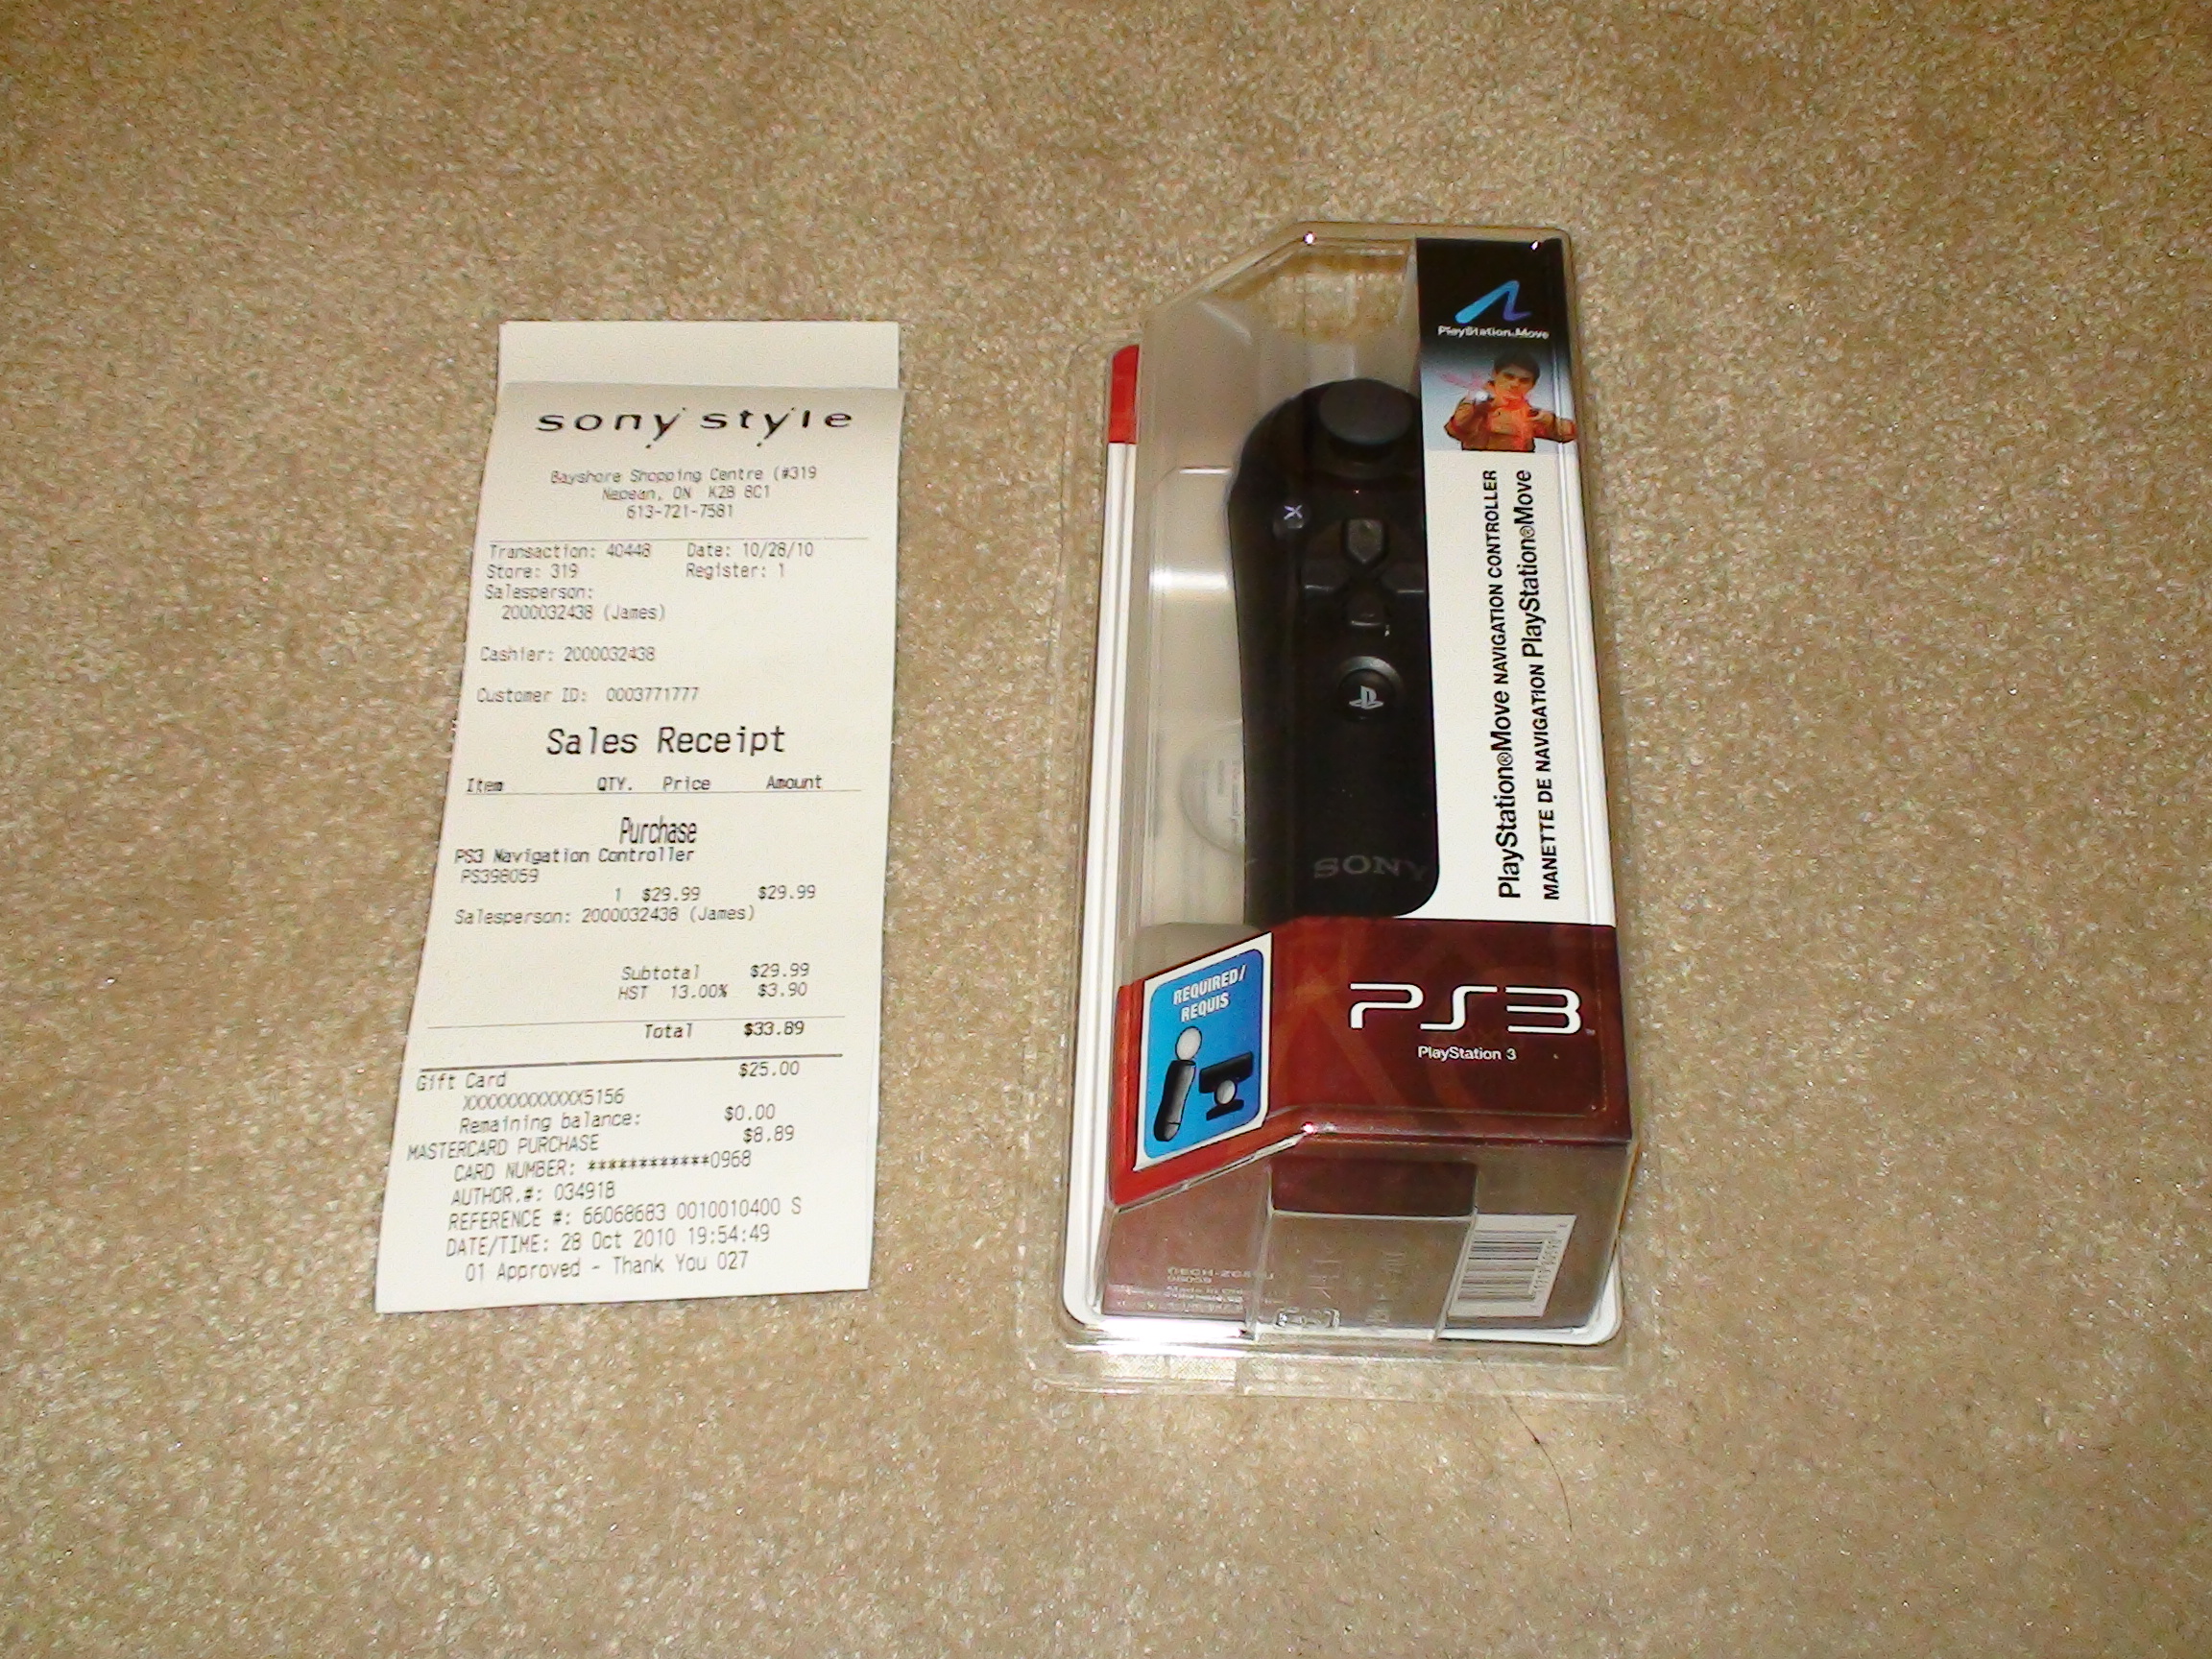 sony style
Bayshore Shopping Centre (#319
Nepean, ON K2B 8C1
613-721-7581
Transaction: 40448 Date: 10/28/10
Store: 319 Register: 1
Salesperson:
2000032438 (James)
Cashier: 2000032438
Customer ID: 0003771777
Sales Receipt
Item QTY. Price Amount
Purchase
PS3 Navigation Controller
PS398059
1 $29.99 $29.99
Salesperson: 2000032438 (James)
Subtotal $29.99
HST 13.00% $3.90
Total $33.89
Gift Card $25.00
XXXXXXXXXXXX5156
Remaining balance: $0.00
MASTERCARD PURCHASE $8.89
CARD NUMBER: ************0968
AUTHOR.#: 034918
REFERENCE #: 66068683 0010010400 S
DATE/TIME: 28 Oct 2010 19:54:49
01 Approved - Thank You 027
PlayStation®Move
X
PlayStation®Move NAVIGATION CONTROLLER
MANETTE DE NAVIGATION PlayStation®Move
SONY
REQUIRED/
REQUIS
PS3™
PlayStation 3
98059